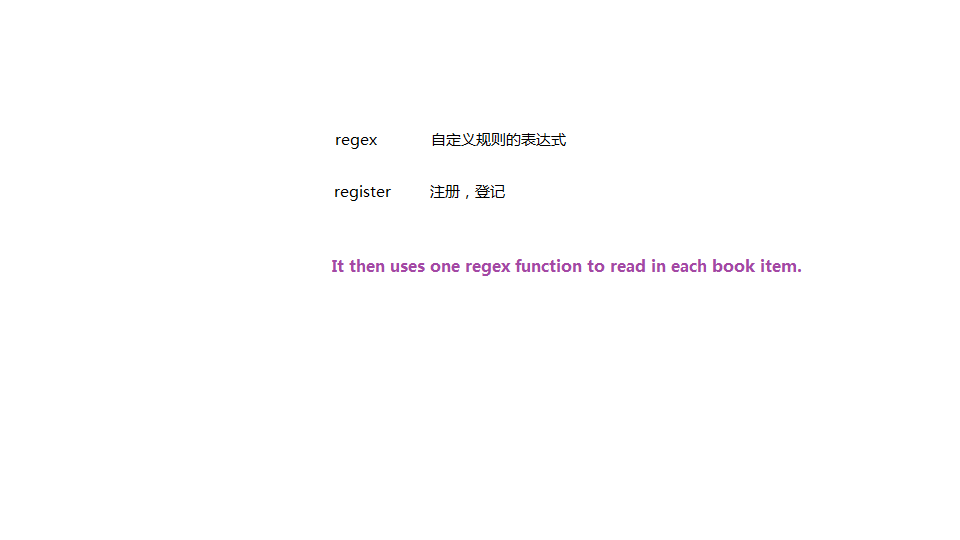 regex 自定义规则的表达式
register 注册，登记
It then uses one regex function to read in each book item.